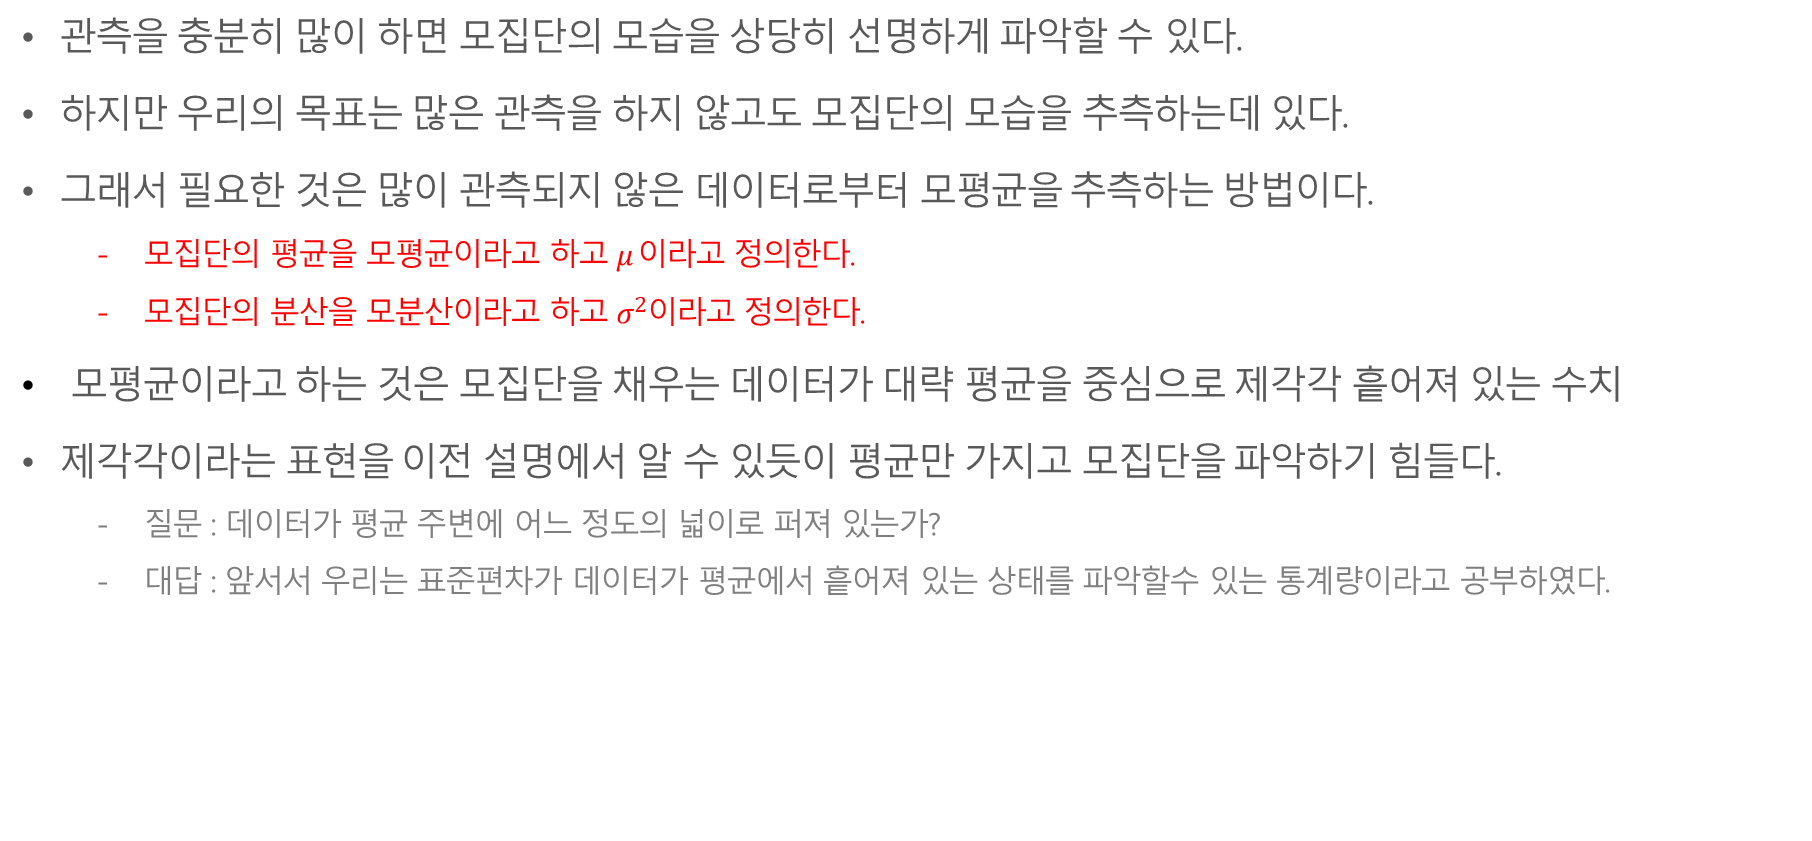 • 관측을 충분히 많이 하면 모집단의 모습을 상당히 선명하게 파악할 수 있다.
• 하지만 우리의 목표는 많은 관측을 하지 않고도 모집단의 모습을 추측하는데 있다.
• 그래서 필요한 것은 많이 관측되지 않은 데이터로부터 모평균을 추측하는 방법이다.
- 모집단의 평균을 모평균이라고 하고 μ 이라고 정의한다.
- 모집단의 분산을 모분산이라고 하고 σ²이라고 정의한다.
• 모평균이라고 하는 것은 모집단을 채우는 데이터가 대략 평균을 중심으로 제각각 흩어져 있는 수치
• 제각각이라는 표현을 이전 설명에서 알 수 있듯이 평균만 가지고 모집단을 파악하기 힘들다.
- 질문 : 데이터가 평균 주변에 어느 정도의 넓이로 퍼져 있는가?
- 대답 : 앞서서 우리는 표준편차가 데이터가 평균에서 흩어져 있는 상태를 파악할수 있는 통계량이라고 공부하였다.